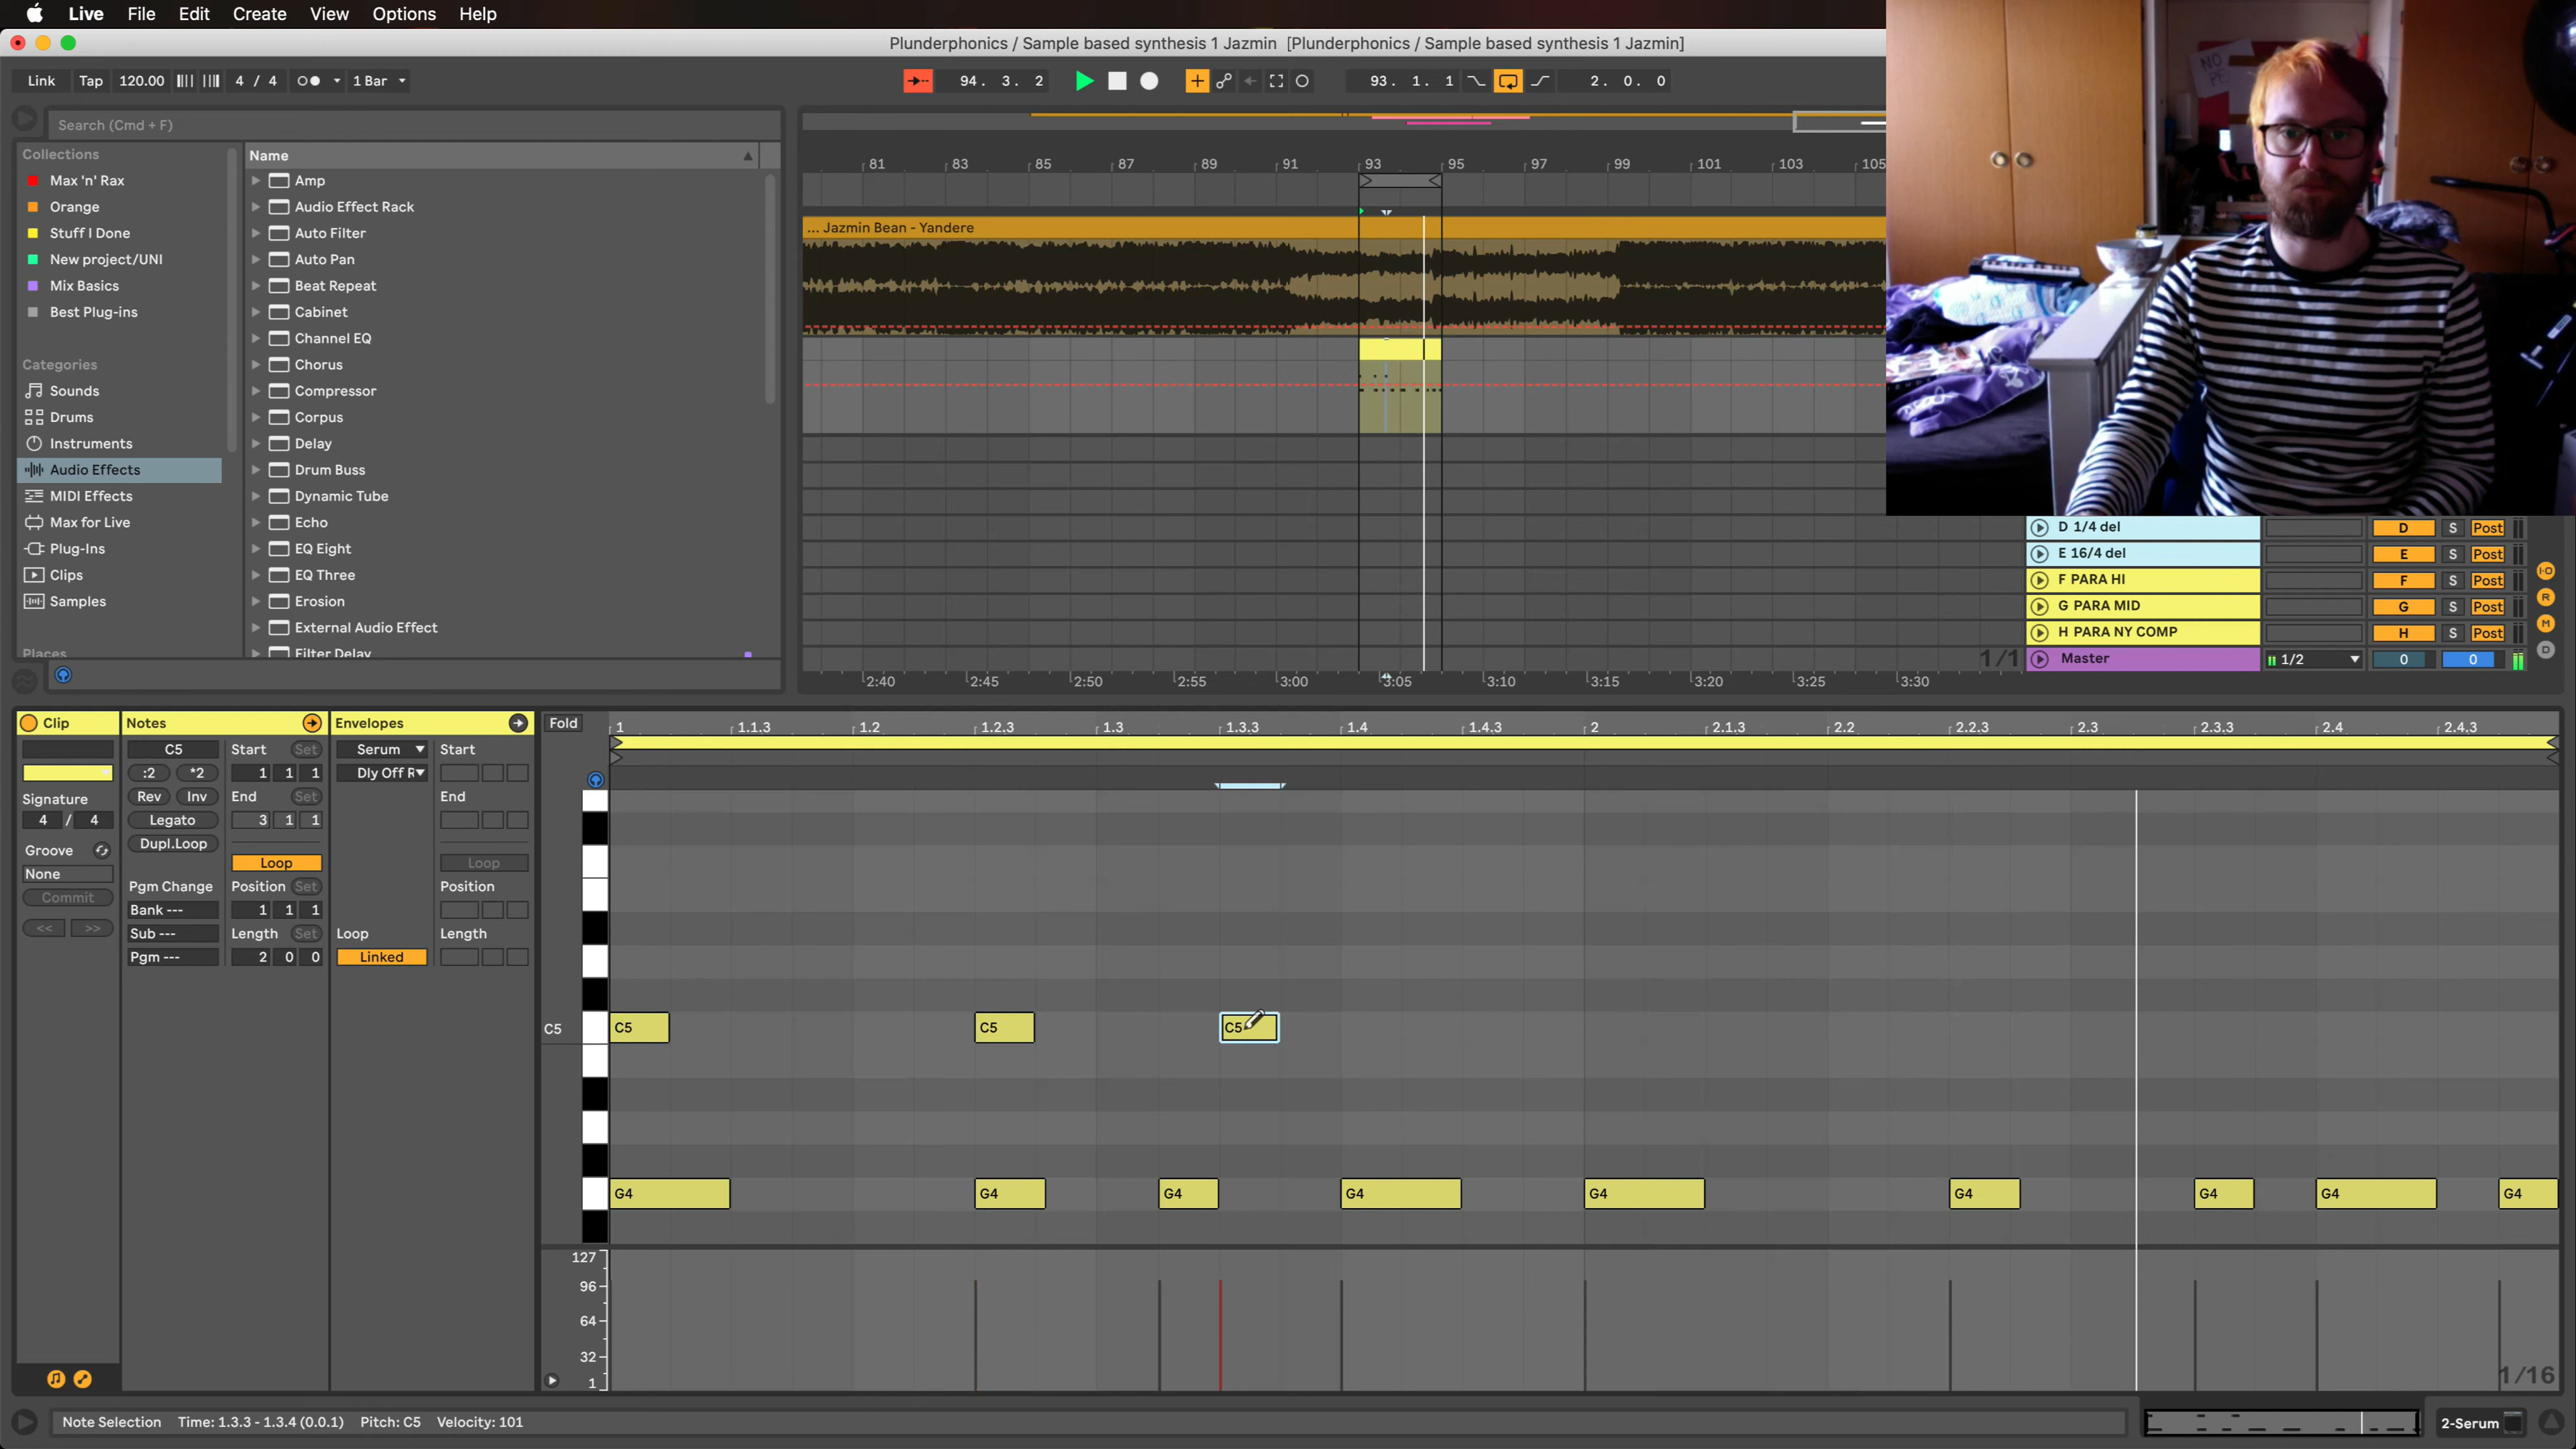 Live File Edit Create View Options Help
Plunderphonics / Sample based synthesis 1 Jazmin [Plunderphonics / Sample based synthesis 1 Jazmin]
Link Tap 120.00 4 / 4 1 Bar 94. 3. 2 93. 1. 1 2. 0. 0
Search (Cmd + F)
Collections
Max 'n' Rax
Orange
Stuff I Done
New project/UNI
Mix Basics
Best Plug-ins
Categories
Sounds
Drums
Instruments
Audio Effects
MIDI Effects
Max for Live
Plug-Ins
Clips
Samples
Places
Name
Amp
Audio Effect Rack
Auto Filter
Auto Pan
Beat Repeat
Cabinet
Channel EQ
Chorus
Compressor
Corpus
Delay
Drum Buss
Dynamic Tube
Echo
EQ Eight
EQ Three
Erosion
External Audio Effect
Filter Delay
81 83 85 87 89 91 93 95 97 99 101 103 105
... Jazmin Bean - Yandere
NO
PE
D 1/4 del D S Post
E 16/4 del E S Post
F PARA HI F S Post
G PARA MID G S Post
H PARA NY COMP H S Post
1/1 Master 1/2 0 0
I·O
R
M
D
2:40 2:45 2:50 2:55 3:00 3:05 3:10 3:15 3:20 3:25 3:30
Clip
Signature
4 / 4
Groove
None
Commit
<< >>
Notes
C5 Start Set
:2 *2 1 1 1
Rev Inv End Set
Legato 3 1 1
Dupl.Loop
Loop
Pgm Change Position Set
Bank --- 1 1 1
Sub --- Length Set
Pgm --- 2 0 0
Envelopes
Serum Start
Dly Off R
End
Loop
Position
Loop Length
Linked
Fold 1 1.1.3 1.2 1.2.3 1.3 1.3.3 1.4 1.4.3 2 2.1.3 2.2 2.2.3 2.3 2.3.3 2.4 2.4.3
C5 C5 C5 C5
G4 G4 G4 G4 G4 G4 G4 G4 G4
127
96
64
32
1
1/16
Note Selection Time: 1.3.3 - 1.3.4 (0.0.1) Pitch: C5 Velocity: 101
2-Serum